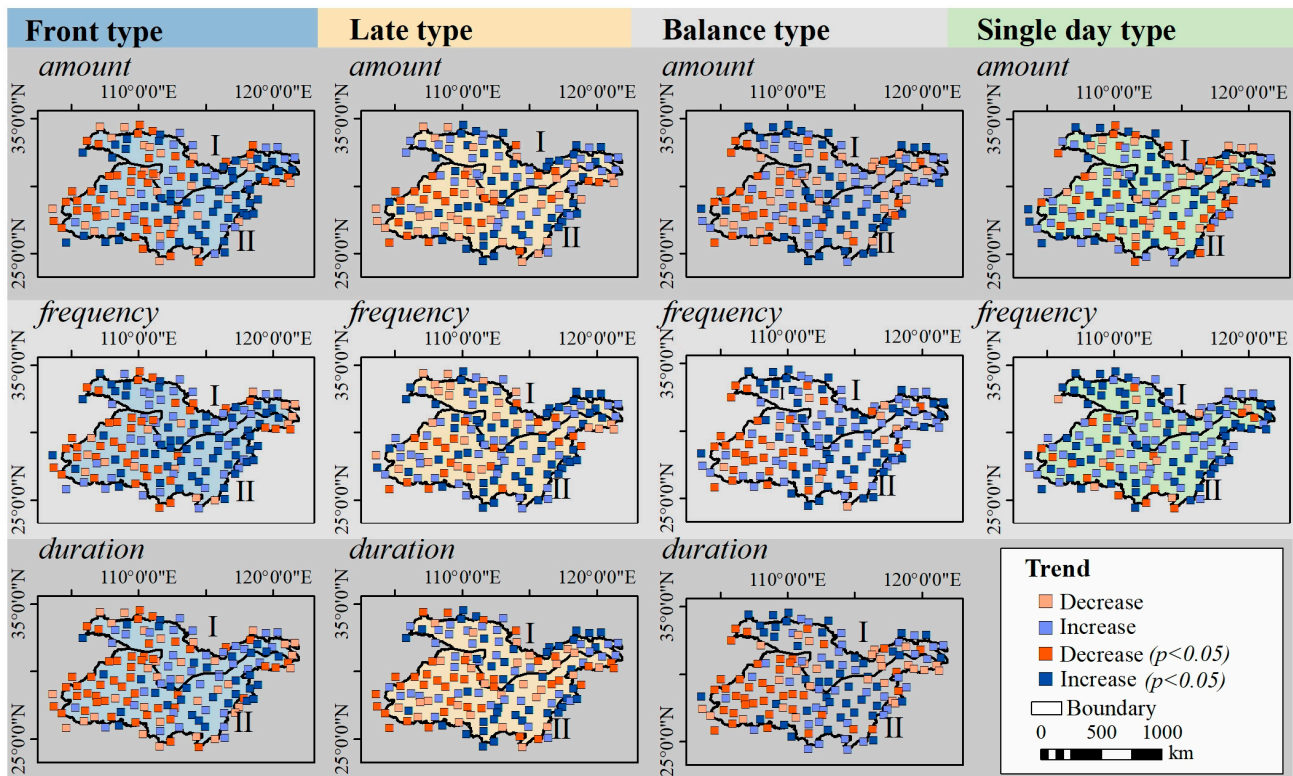 Front type
Late type
Balance type
Single day type
amount
amount
amount
amount
110°0'0"E 120°0'0"E
110°0'0"E 120°0'0"E
110°0'0"E 120°0'0"E
110°0'0"E 120°0'0"E
35°0'0"N
35°0'0"N
35°0'0"N
35°0'0"N
I
I
I
I
25°0'0"N
25°0'0"N
25°0'0"N
25°0'0"N
II
II
II
II
frequency
frequency
frequency
frequency
110°0'0"E 120°0'0"E
110°0'0"E 120°0'0"E
110°0'0"E 120°0'0"E
110°0'0"E 120°0'0"E
35°0'0"N
35°0'0"N
35°0'0"N
35°0'0"N
I
I
I
I
25°0'0"N
25°0'0"N
25°0'0"N
25°0'0"N
II
II
II
II
duration
duration
duration
110°0'0"E 120°0'0"E
110°0'0"E 120°0'0"E
110°0'0"E 120°0'0"E
35°0'0"N
35°0'0"N
35°0'0"N
I
I
I
25°0'0"N
25°0'0"N
25°0'0"N
II
II
II
Trend
Decrease
Increase
Decrease (p<0.05)
Increase (p<0.05)
Boundary
0 500 1000
km